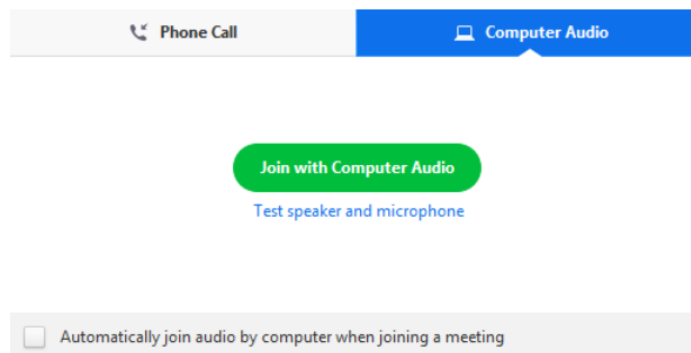 Phone Call
Computer Audio
Join with Computer Audio
Test speaker and microphone
Automatically join audio by computer when joining a meeting